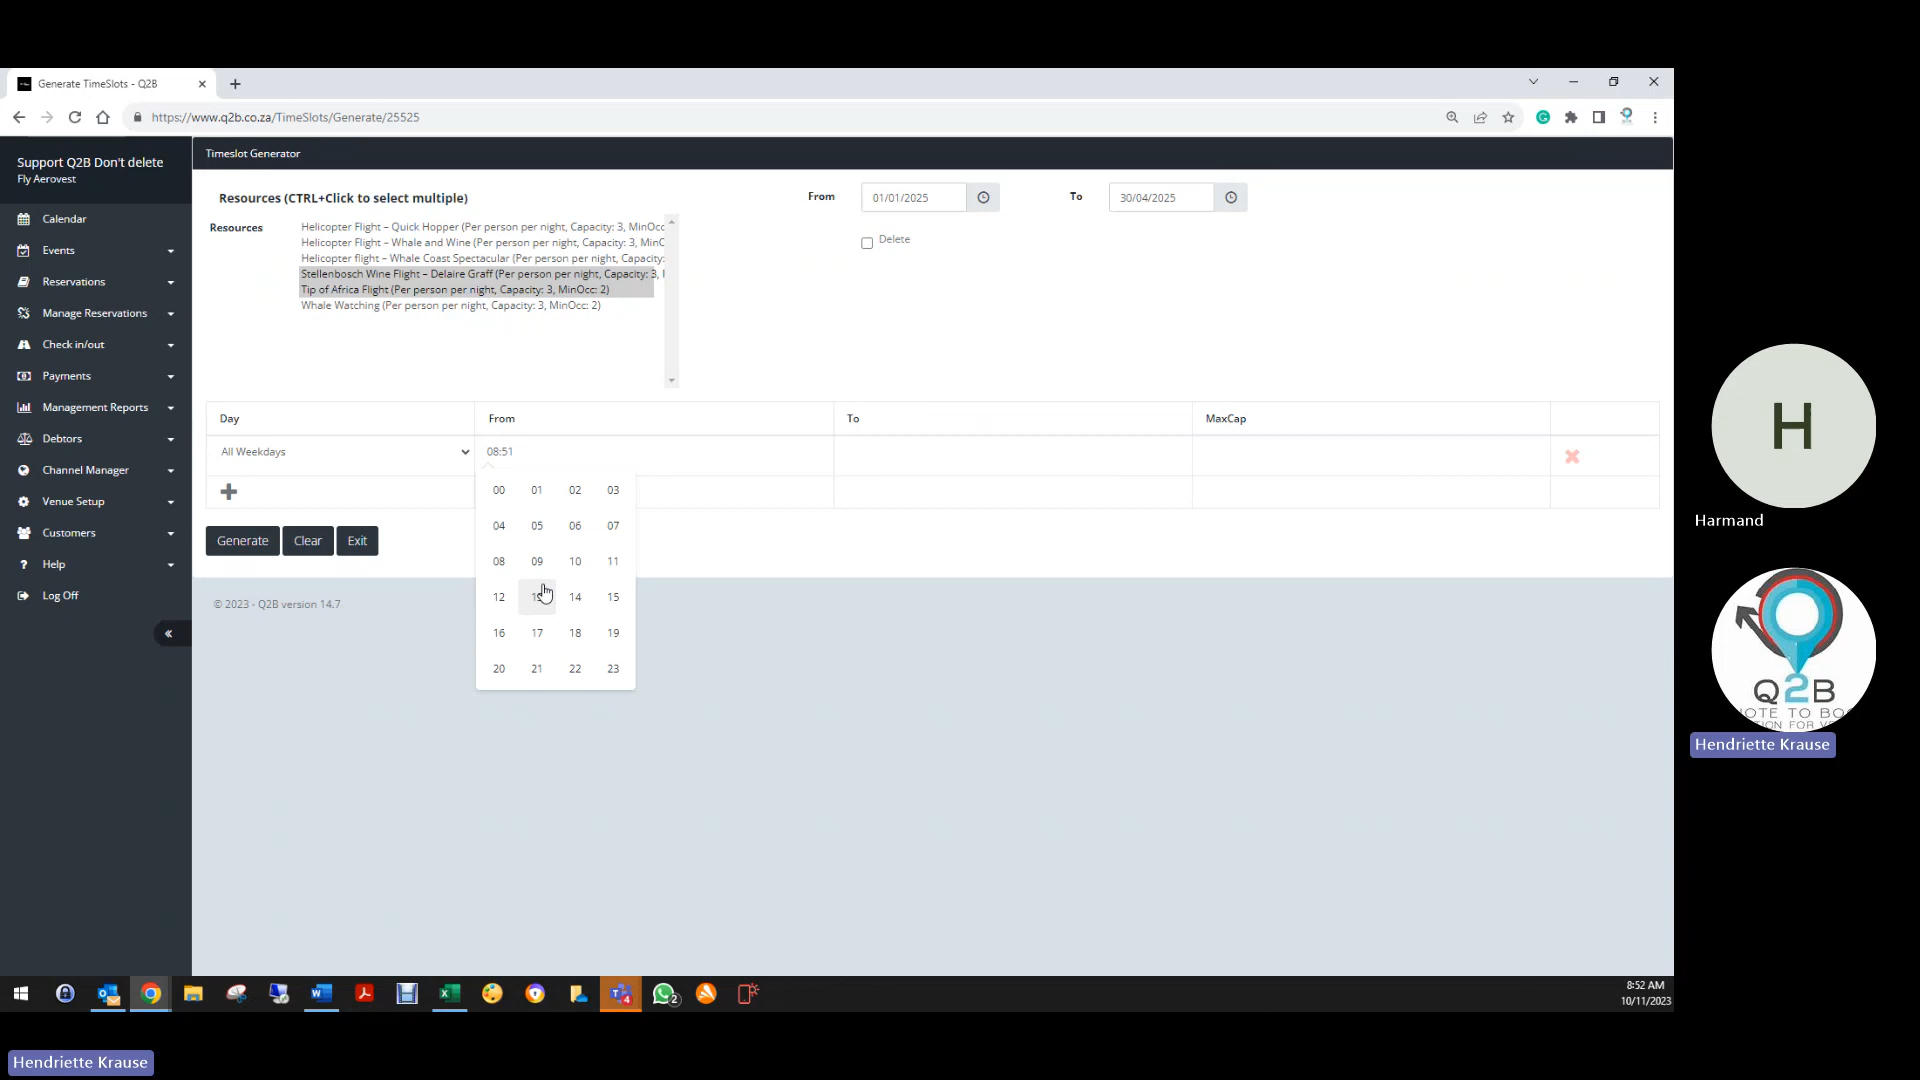 Generate TimeSlots - Q2B
https://www.q2b.co.za/TimeSlots/Generate/25525
Support Q2B Don't delete
Fly Aerovest
Calendar
Events
Reservations
Manage Reservations
Check in/out
Payments
Management Reports
Debtors
Channel Manager
Venue Setup
Customers
Help
Log Off
Timeslot Generator
Resources (CTRL+Click to select multiple)
From 01/01/2025 To 30/04/2025
Delete
Resources
Helicopter Flight – Quick Hopper (Per person per night, Capacity: 3, MinOcc
Helicopter Flight – Whale and Wine (Per person per night, Capacity: 3, MinO
Helicopter flight – Whale Coast Spectacular (Per person per night, Capacity:
Stellenbosch Wine Flight – Delaire Graff (Per person per night, Capacity: 3,
Tip of Africa Flight (Per person per night, Capacity: 3, MinOcc: 2)
Whale Watching (Per person per night, Capacity: 3, MinOcc: 2)
Day From To MaxCap
All Weekdays 08:51
00 01 02 03
04 05 06 07
08 09 10 11
12 14 15
16 17 18 19
20 21 22 23
Generate Clear Exit
© 2023 - Q2B version 14.7
H
Harmand
Q2B
Hendriette Krause
8:52 AM
10/11/2023
Hendriette Krause